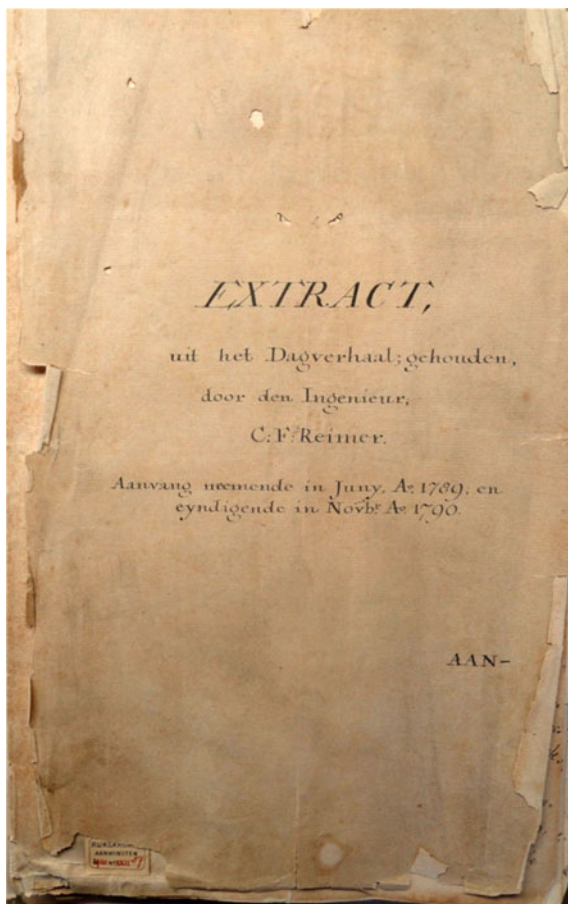 EXTRACT,
uit het Dagverhaal; gehouden,
door den Ingenieur,
C: F: Reimer.
Aanvang neemende in Juny, Aº 1789, en
eyndigende in Novbr. Aº 1790.
AAN-
AANWINSTEN